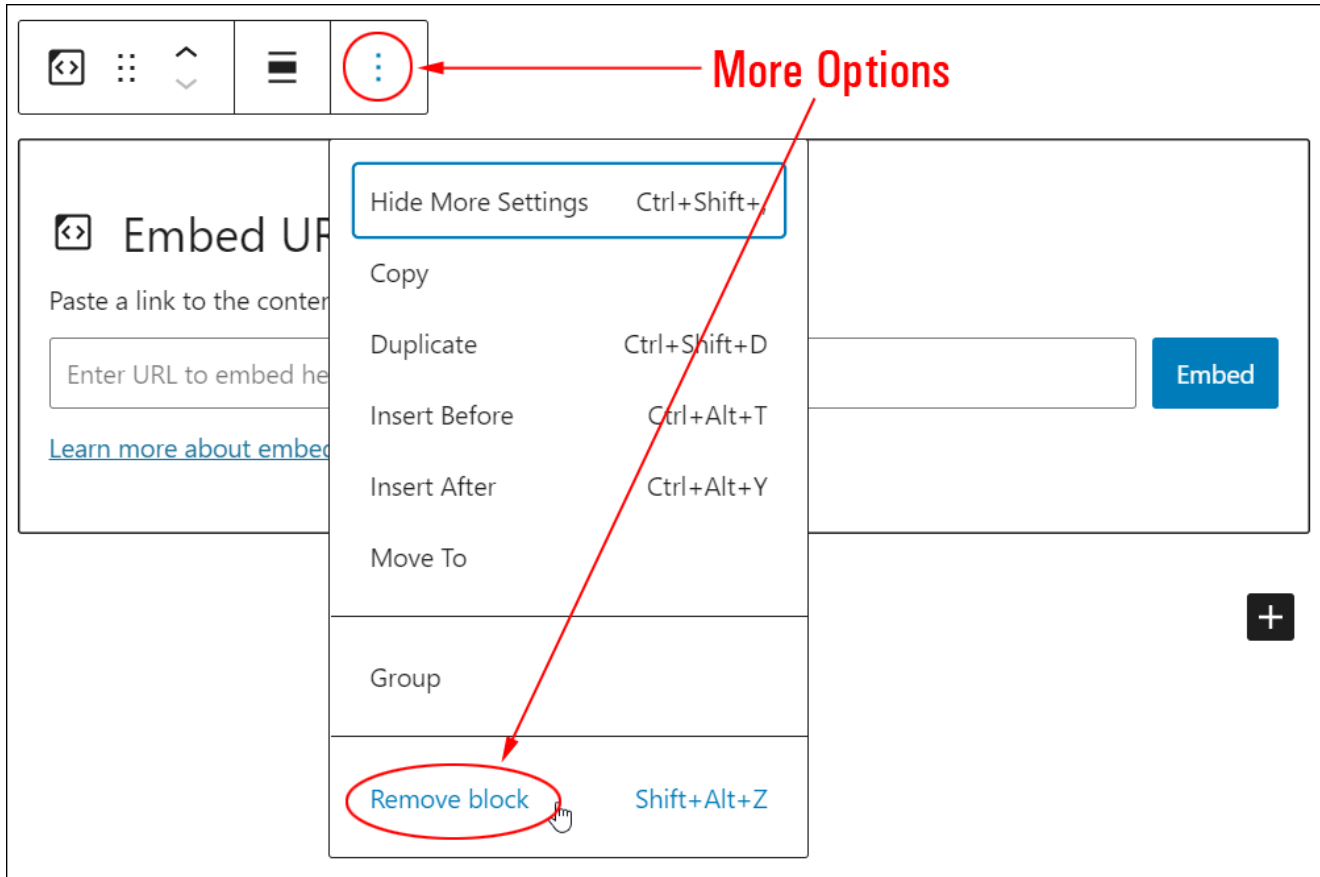 More Options
Hide More Settings Ctrl+Shift+,
Embed UR
Copy
Paste a link to the conten
Duplicate Ctrl+Shift+D
Enter URL to embed he
Embed
Insert Before Ctrl+Alt+T
Learn more about embed
Insert After Ctrl+Alt+Y
Move To
Group
Remove block Shift+Alt+Z